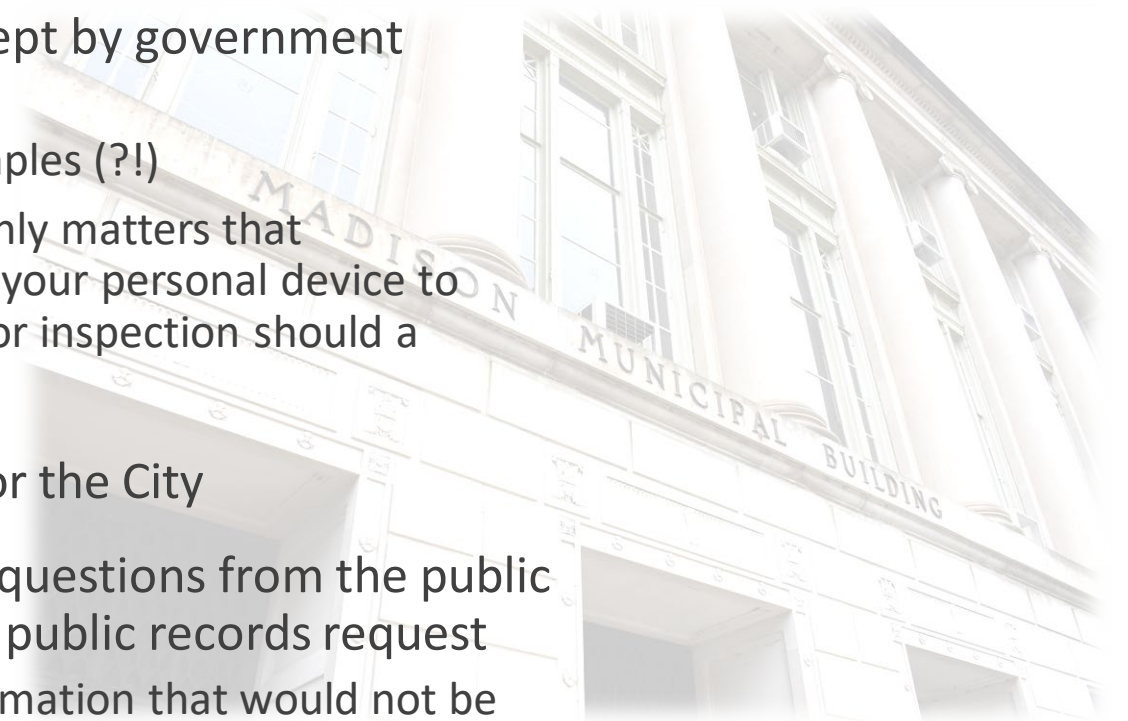 ept by government
ples (?!)
nly matters that
your personal device to
or inspection should a
or the City
questions from the public
public records request
mation that would not be
MADISON MUNICIPAL BUILDING